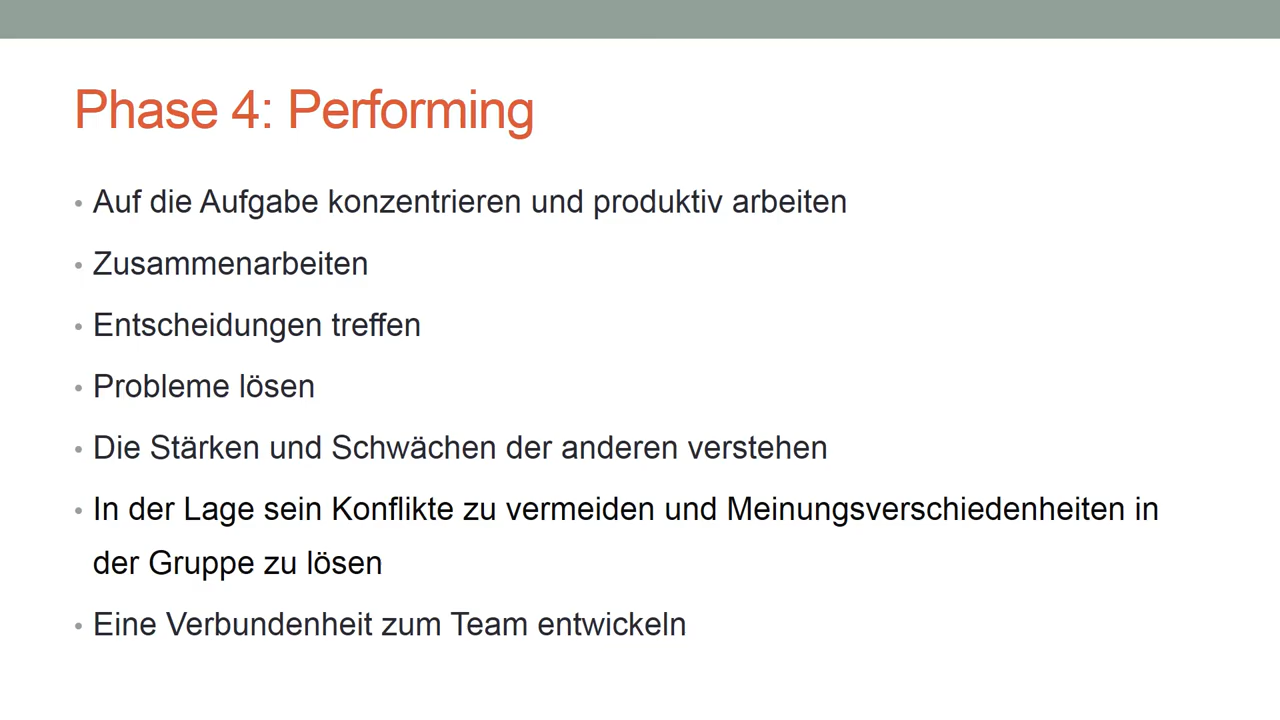 Phase 4: Performing
• Auf die Aufgabe konzentrieren und produktiv arbeiten
• Zusammenarbeiten
• Entscheidungen treffen
• Probleme lösen
• Die Stärken und Schwächen der anderen verstehen
• In der Lage sein Konflikte zu vermeiden und Meinungsverschiedenheiten in
der Gruppe zu lösen
• Eine Verbundenheit zum Team entwickeln